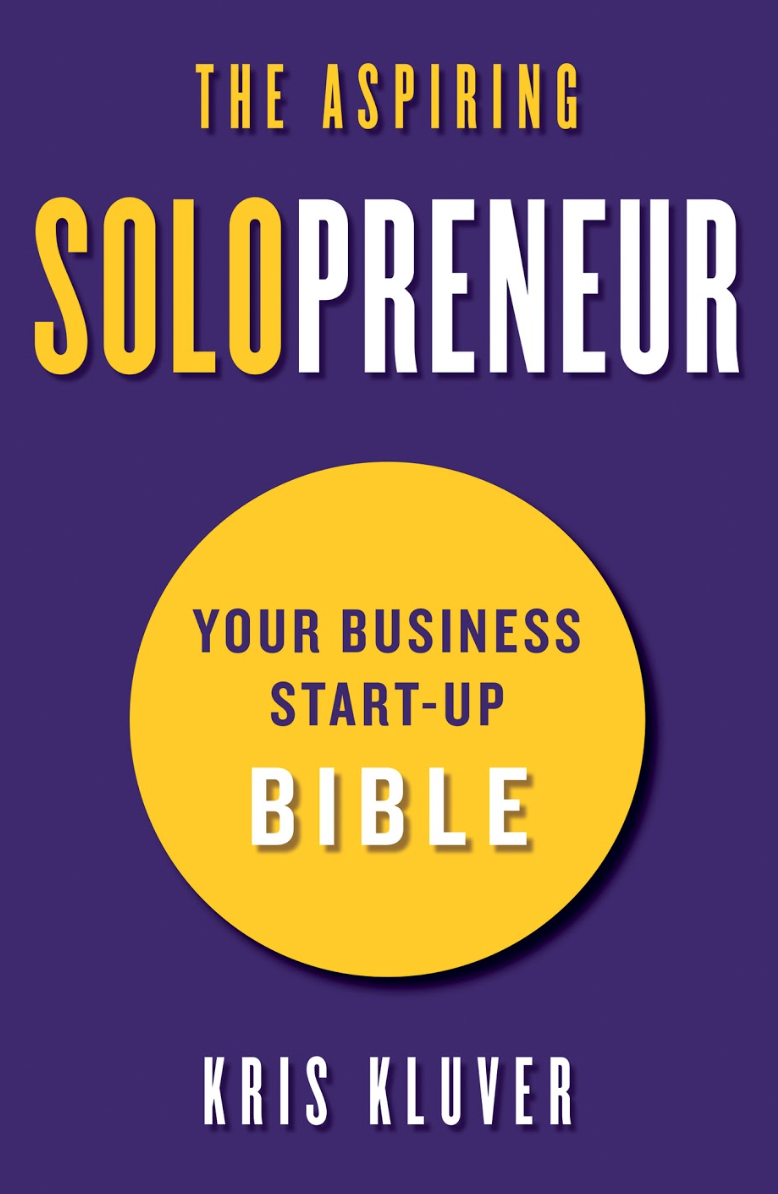 THE ASPIRING
SOLOPRENEUR
YOUR BUSINESS
START-UP
BIBLE
KRIS KLUVER